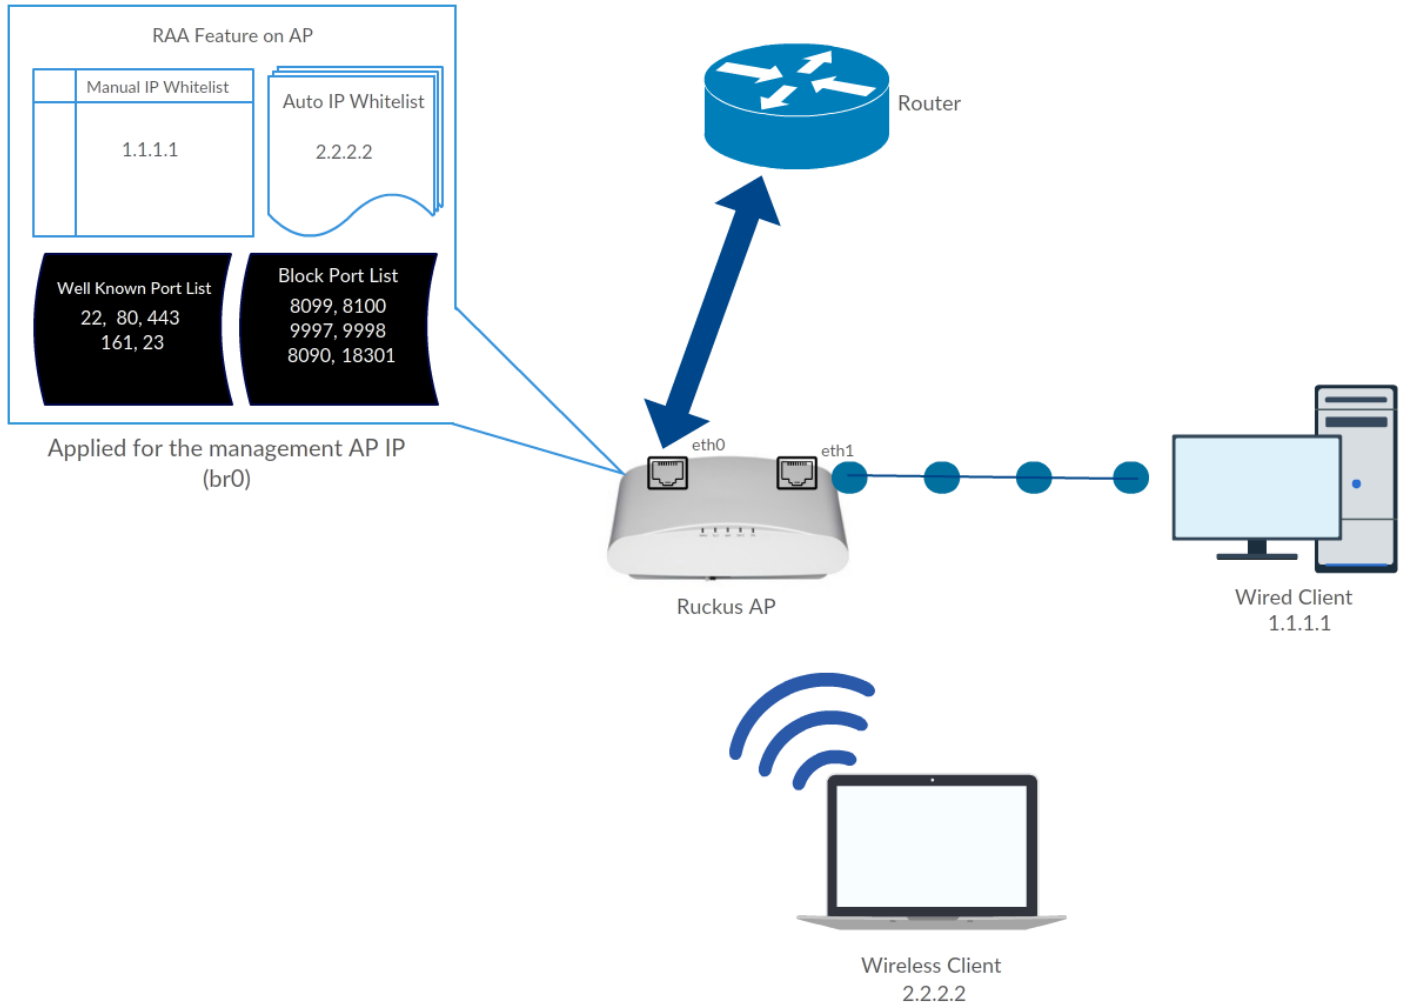 RAA Feature on AP
Manual IP Whitelist
1.1.1.1
Auto IP Whitelist
2.2.2.2
Well Known Port List
22, 80, 443
161, 23
Block Port List
8099, 8100
9997, 9998
8090, 18301
Applied for the management AP IP
(br0)
Router
eth0
eth1
Ruckus AP
Wired Client
1.1.1.1
Wireless Client
2.2.2.2